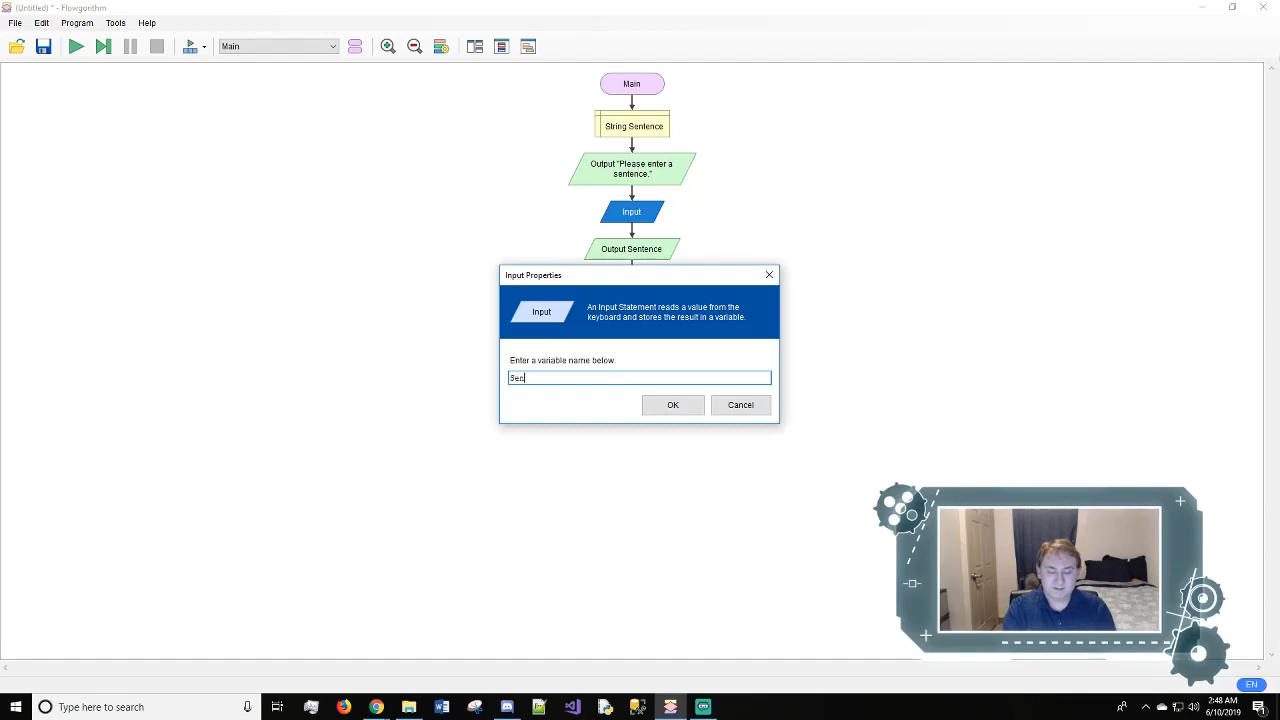 (Untitled) * - Flowgorithm
File Edit Program Tools Help
Main
Main
String Sentence
Output "Please enter a
sentence."
Input
Output Sentence
Input Properties
Input
An Input Statement reads a value from the
keyboard and stores the result in a variable.
Enter a variable name below.
Sen
OK Cancel
EN
Type here to search
2:48 AM
6/10/2019